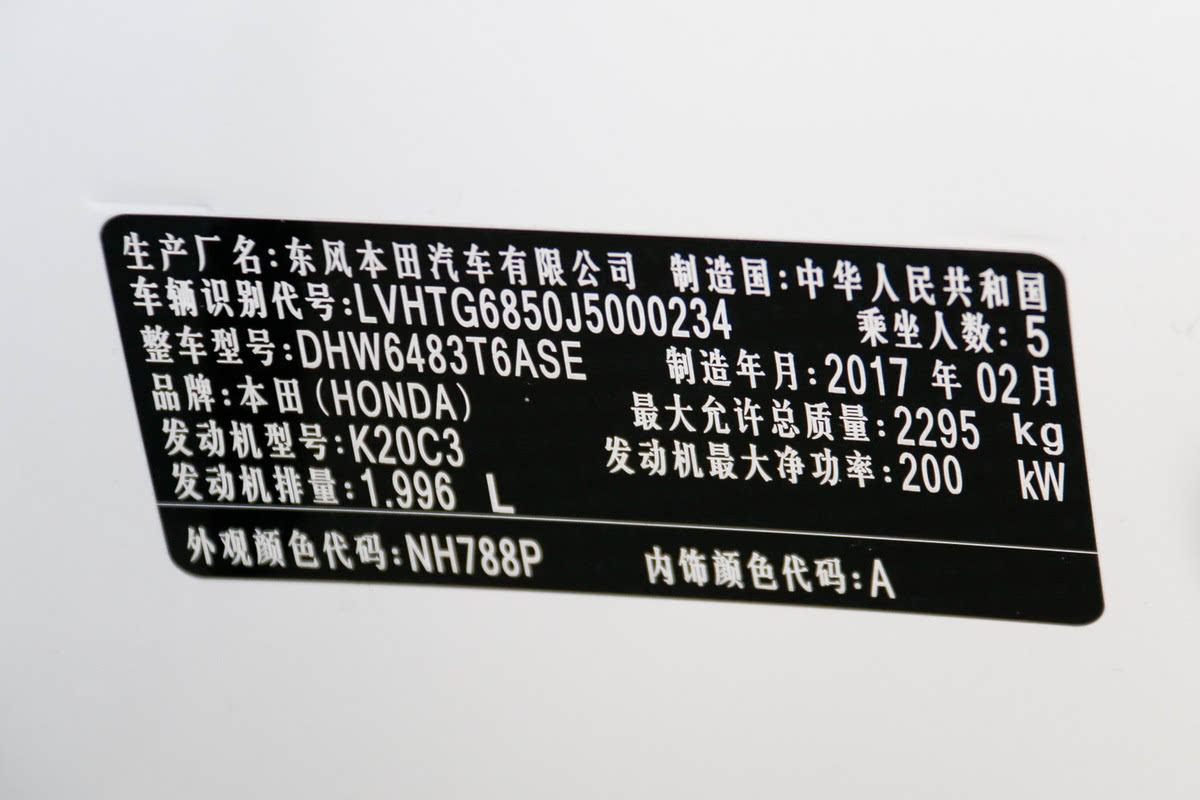 生产厂名:东风本田汽车有限公司 制造国:中华人民共和国
车辆识别代号:LVHTG6850J5000234 乘坐人数:5
整车型号:DHW6483T6ASE 制造年月:2017 年 02月
品牌:本田(HONDA) 最大允许总质量:2295 kg
发动机型号:K20C3 发动机最大净功率:200 kW
发动机排量:1.996 L
外观颜色代码:NH788P 内饰颜色代码:A